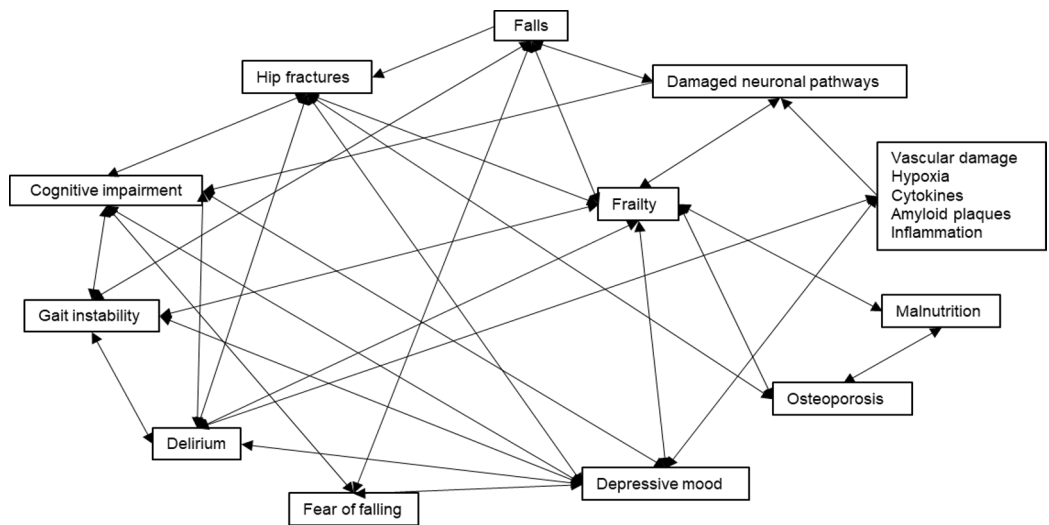 Falls
Hip fractures
Damaged neuronal pathways
Vascular damage
Hypoxia
Cytokines
Amyloid plaques
Inflammation
Cognitive impairment
Frailty
Gait instability
Malnutrition
Osteoporosis
Delirium
Depressive mood
Fear of falling